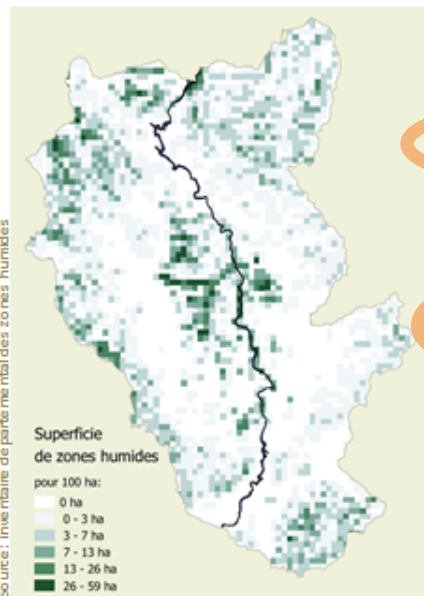 Source: Inventaire départemental des zones humides
Superficie
de zones humides
pour 100 ha:
0 ha
0 - 3 ha
3 - 7 ha
7 - 13 ha
13 - 26 ha
26 - 59 ha